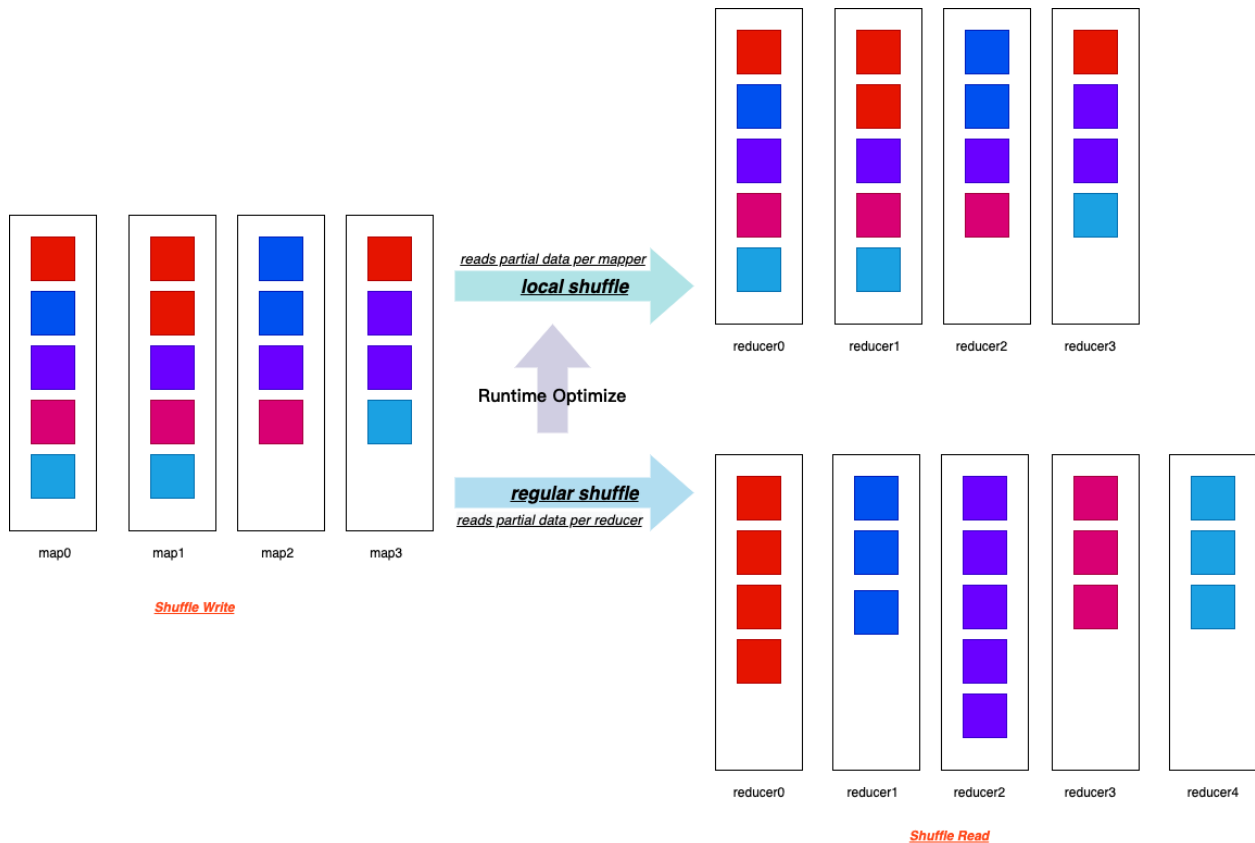 reducer0
reducer1
reducer2
reducer3
reads partial data per mapper
local shuffle
Runtime Optimize
regular shuffle
reads partial data per reducer
map0
map1
map2
map3
Shuffle Write
reducer0
reducer1
reducer2
reducer3
reducer4
Shuffle Read